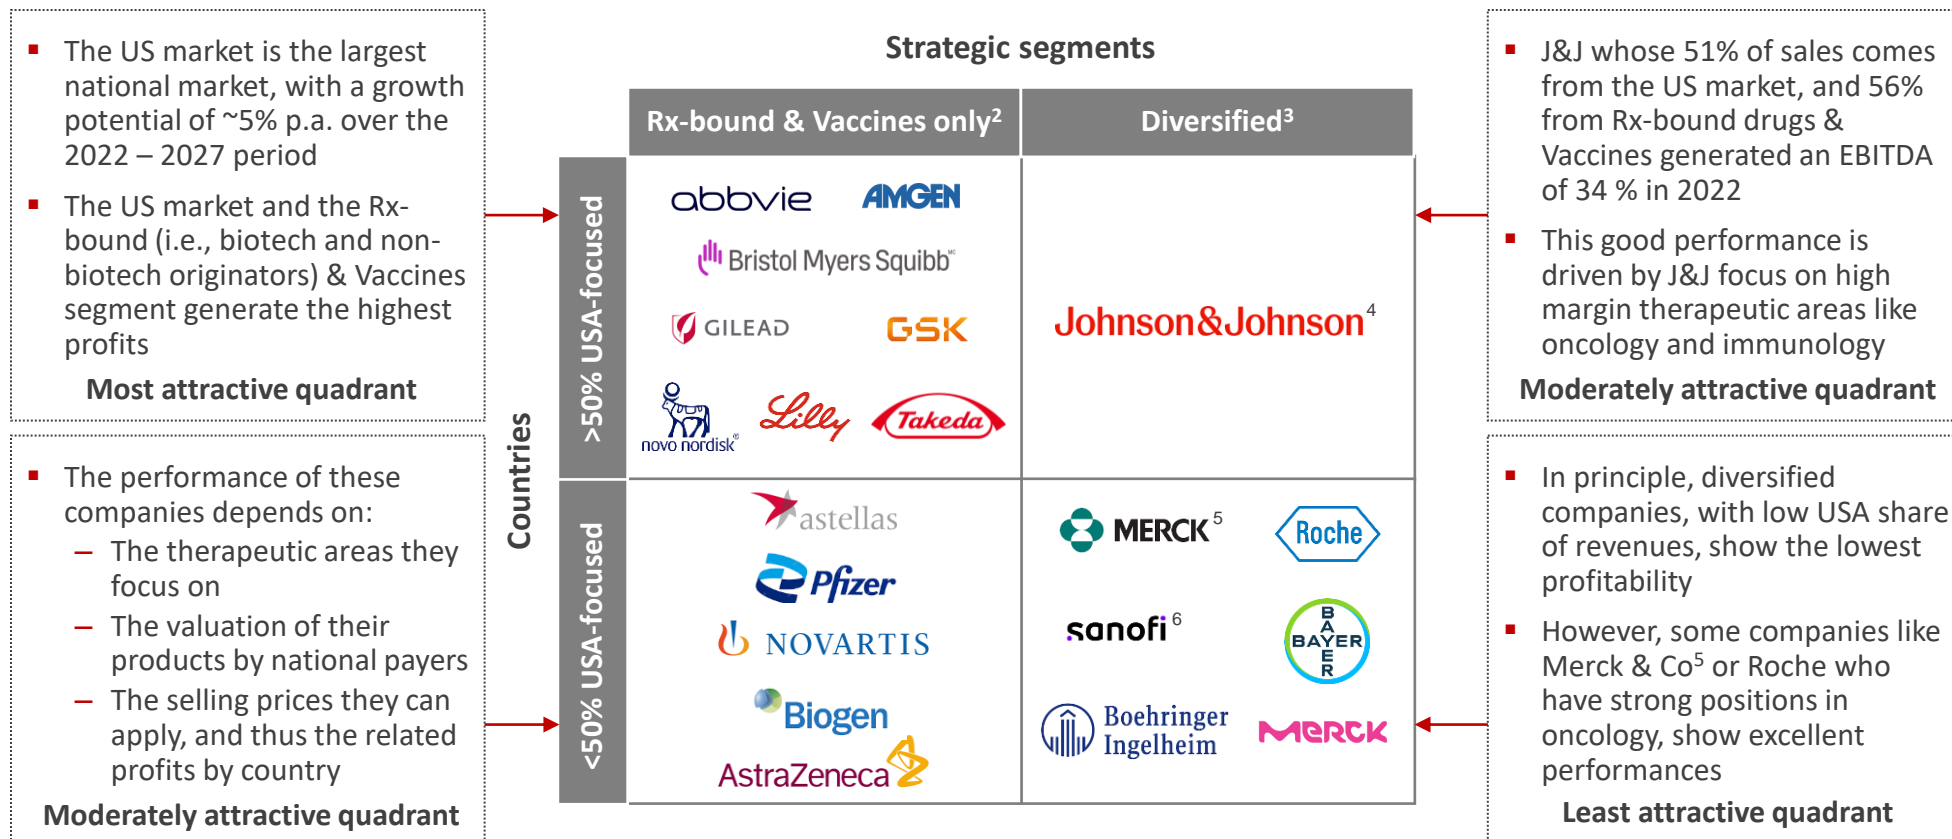 ▪ The US market is the largest
national market, with a growth
potential of ~5% p.a. over the
2022 – 2027 period
▪ The US market and the Rx-
bound (i.e., biotech and non-
biotech originators) & Vaccines
segment generate the highest
profits
Most attractive quadrant
▪ The performance of these
companies depends on:
– The therapeutic areas they
focus on
– The valuation of their
products by national payers
– The selling prices they can
apply, and thus the related
profits by country
Moderately attractive quadrant
Strategic segments
Rx-bound & Vaccines only²
Diversified³
Countries
>50% USA-focused
abbvie
AMGEN
Bristol Myers Squibb
GILEAD
GSK
novo nordisk®
Lilly
Takeda
Johnson&Johnson⁴
<50% USA-focused
astellas
Pfizer
NOVARTIS
Biogen
AstraZeneca
MERCK⁵
Roche
sanofi⁶
BAYER
BAYER
Boehringer
Ingelheim
MERCK
▪ J&J whose 51% of sales comes
from the US market, and 56%
from Rx-bound drugs &
Vaccines generated an EBITDA
of 34 % in 2022
▪ This good performance is
driven by J&J focus on high
margin therapeutic areas like
oncology and immunology
Moderately attractive quadrant
▪ In principle, diversified
companies, with low USA share
of revenues, show the lowest
profitability
▪ However, some companies like
Merck & Co⁵ or Roche who
have strong positions in
oncology, show excellent
performances
Least attractive quadrant